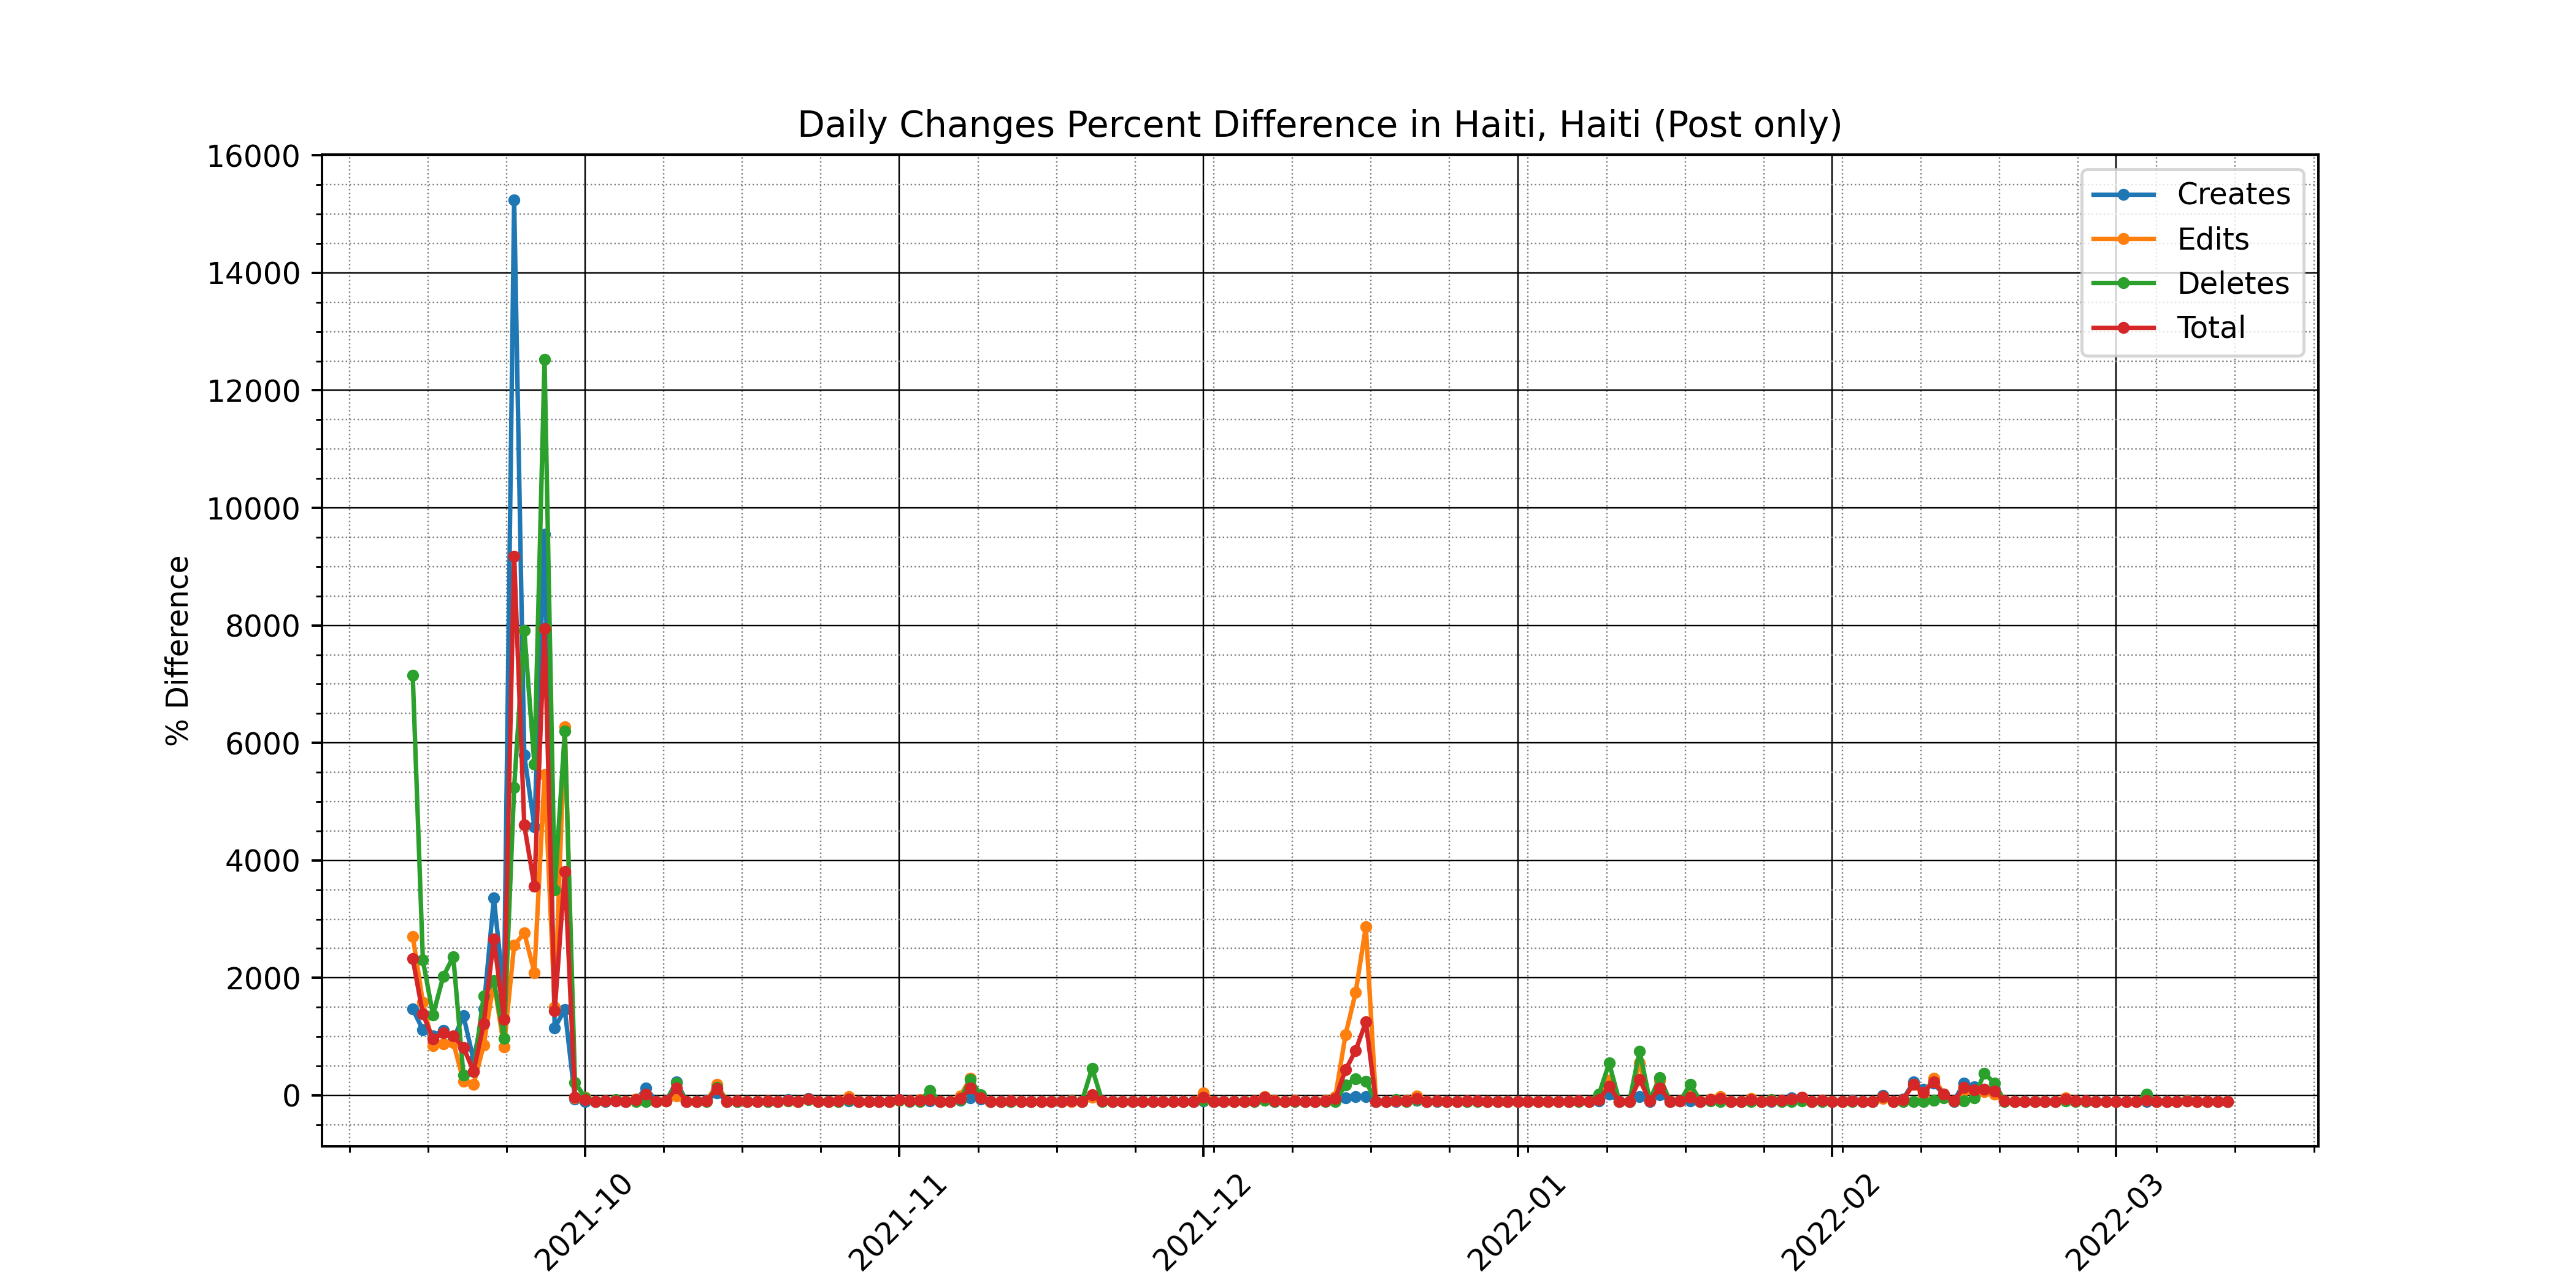 Daily Changes Percent Difference in Haiti, Haiti (Post only)
16000
14000
12000
10000
8000
6000
4000
2000
0
% Difference
Creates
Edits
Deletes
Total
2021-10
2021-11
2021-12
2022-01
2022-02
2022-03